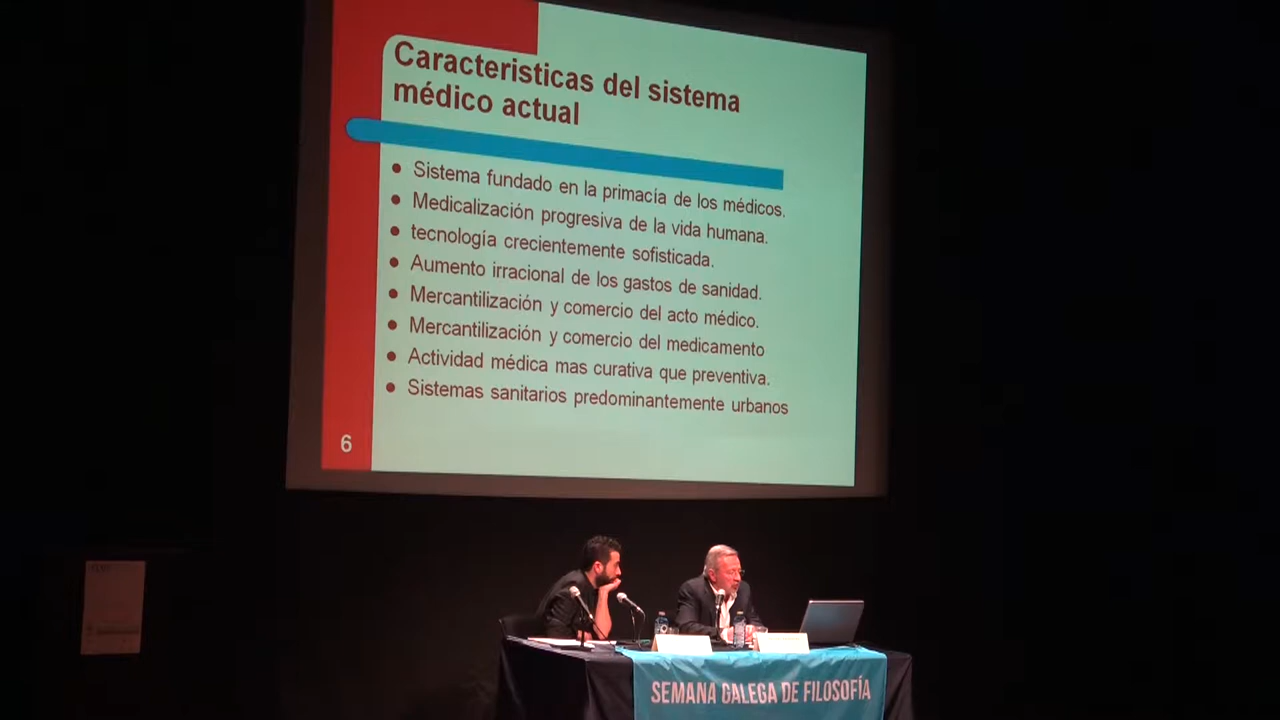 Caracteristicas del sistema
médico actual
Sistema fundado en la primacía de los médicos.
Medicalización progresiva de la vida humana.
tecnología crecientemente sofisticada.
Aumento irracional de los gastos de sanidad.
Mercantilización y comercio del acto médico.
Mercantilización y comercio del medicamento
Actividad médica mas curativa que preventiva.
Sistemas sanitarios predominantemente urbanos
6
SEMANA GALEGA DE FILOSOFÍA